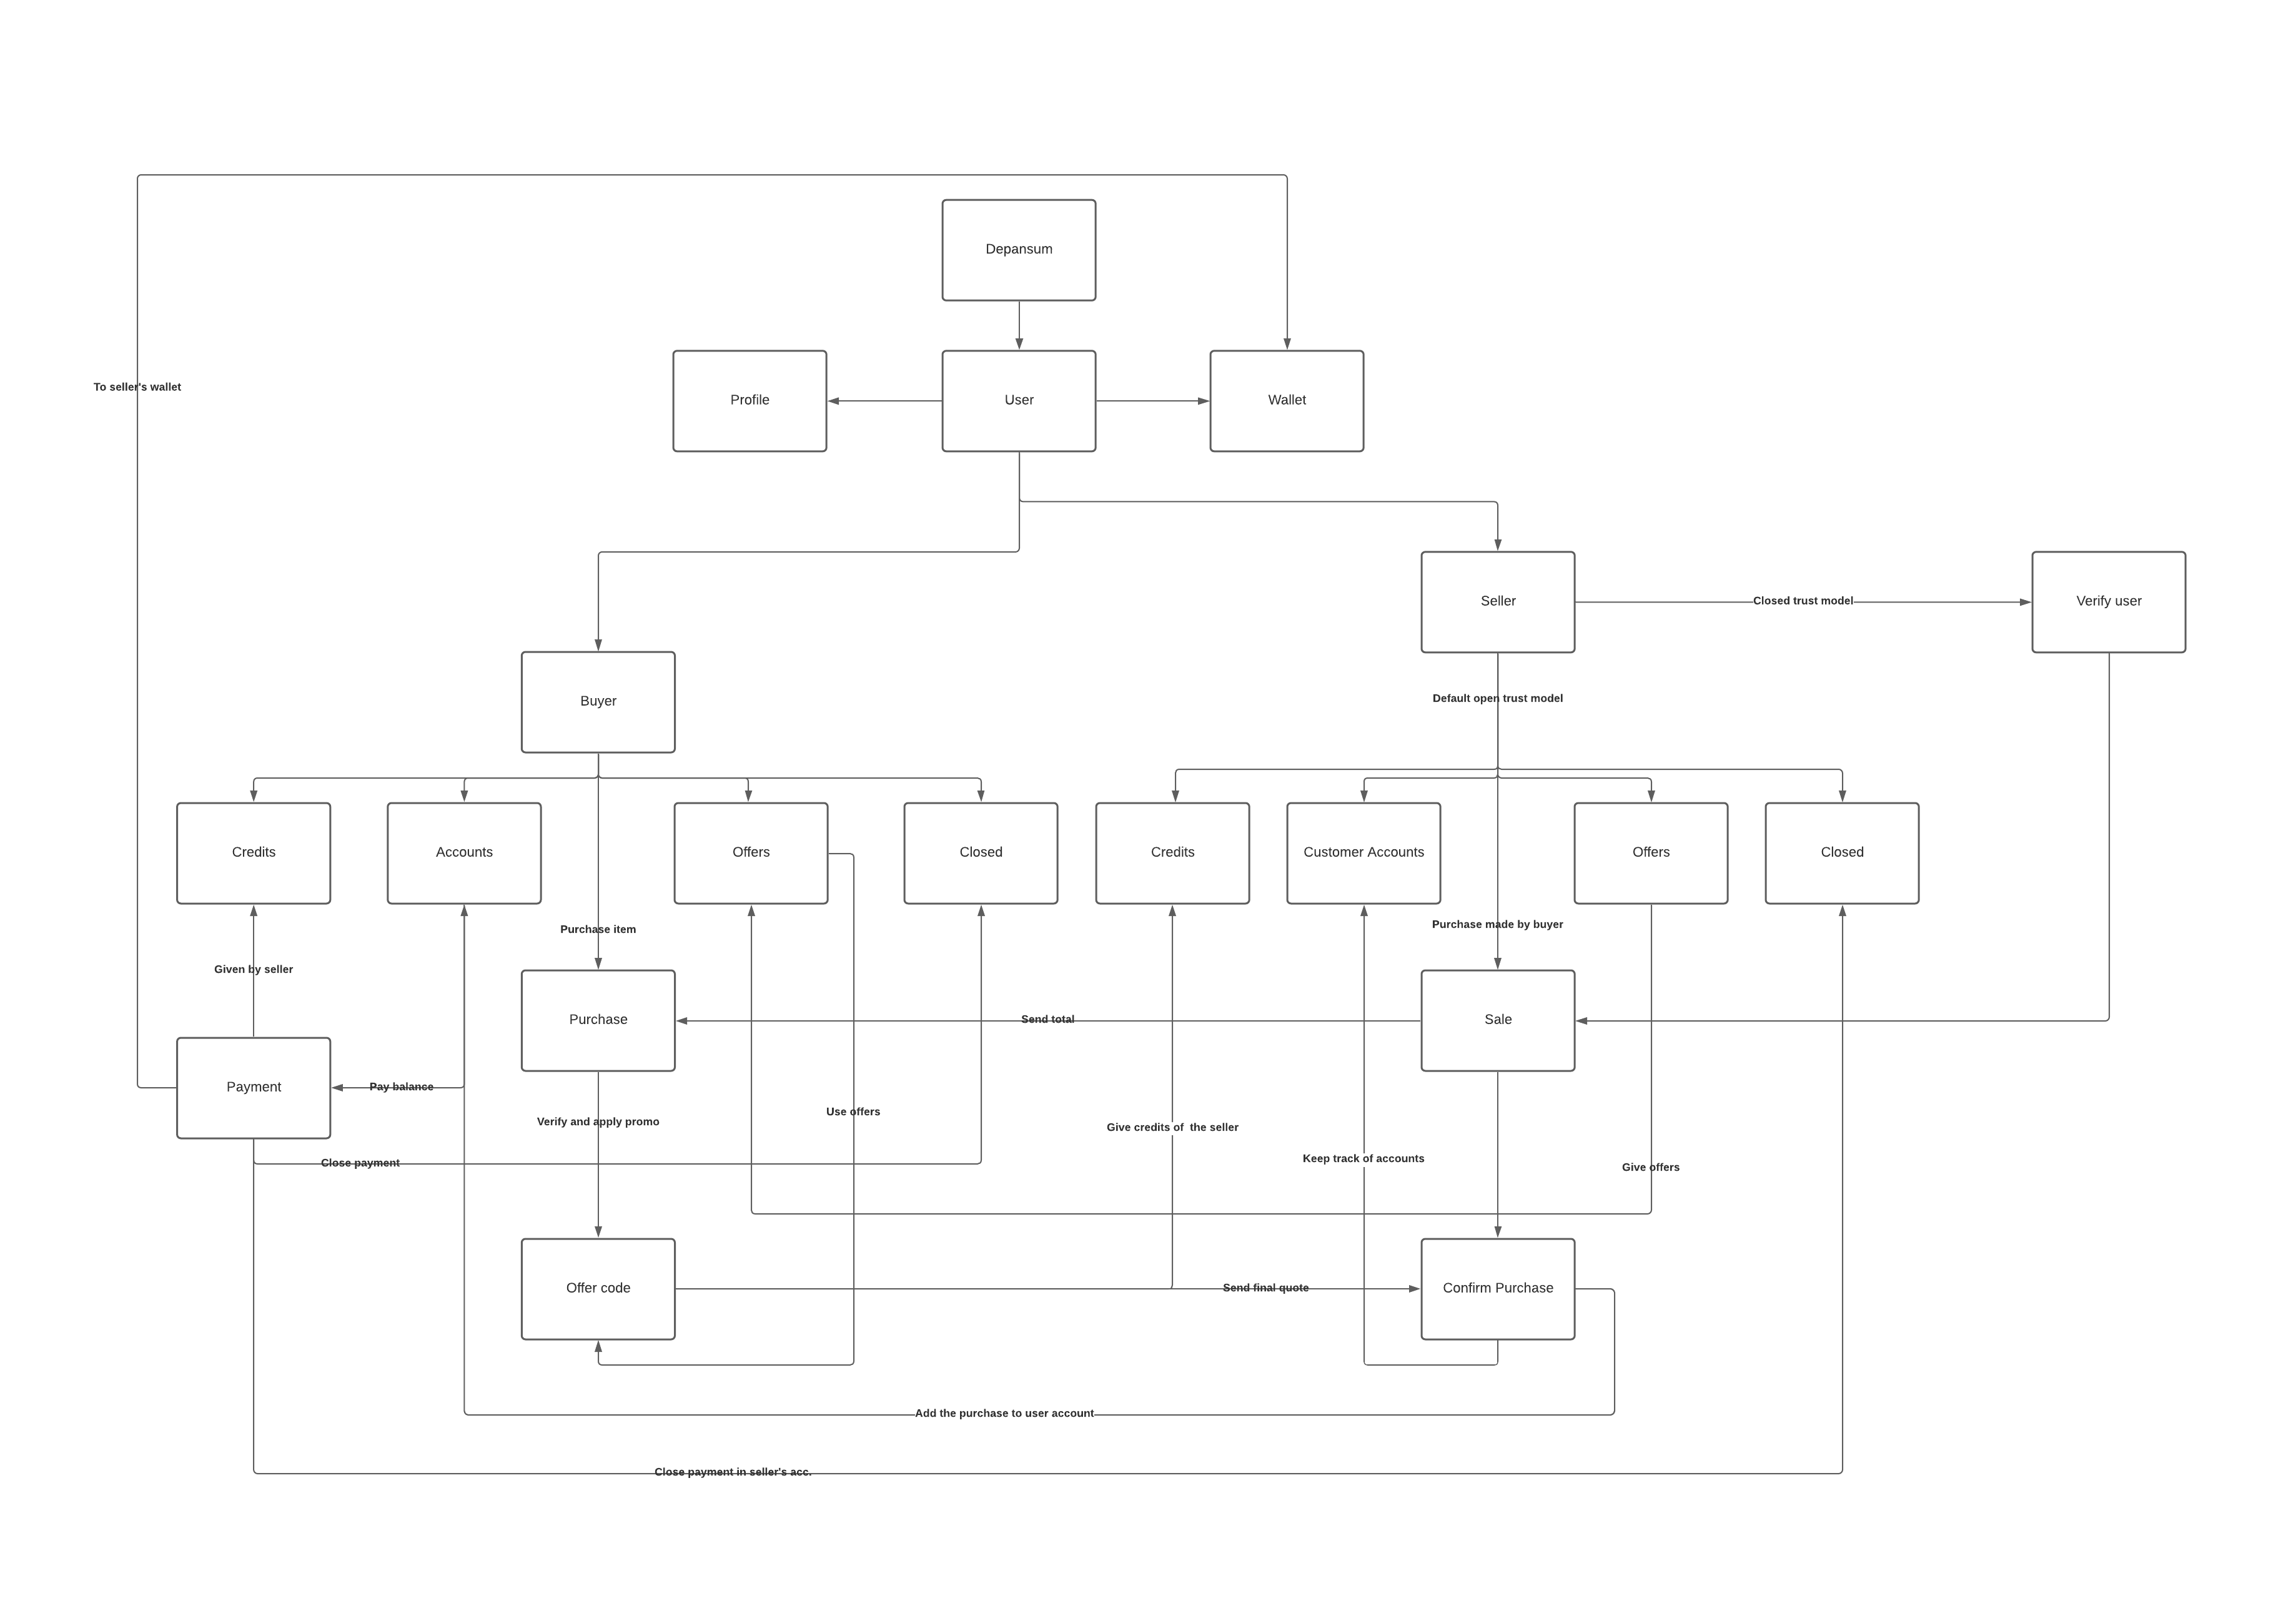 Depansum
To seller's wallet
Profile
User
Wallet
Seller
Closed trust model
Verify user
Buyer
Default open trust model
Credits
Accounts
Offers
Closed
Credits
Customer Accounts
Offers
Closed
Purchase item
Purchase made by buyer
Given by seller
Purchase
Send total
Sale
Payment
Pay balance
Use offers
Verify and apply promo
Give credits of  the seller
Keep track of accounts
Close payment
Give offers
Offer code
Send final quote
Confirm Purchase
Add the purchase to user account
Close payment in seller's acc.